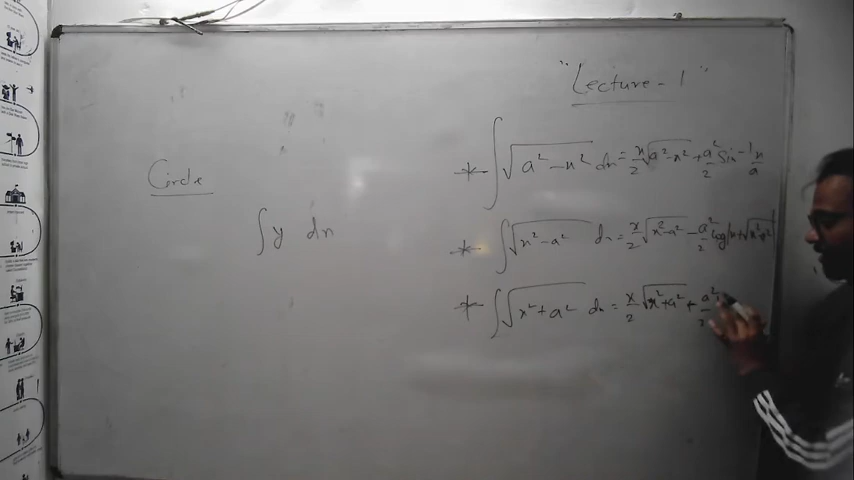 "Lecture-1"
Circle
∫y dx
* ∫√a²-x² dx = x/2 √a²-x² + a²/2 Sin⁻¹ x/a
* ∫√x²-a² dx = x/2 √x²-a² - a²/2 log|x+√x²-a²|
* ∫√x²+a² dx = x/2 √x²+a² + a²/2